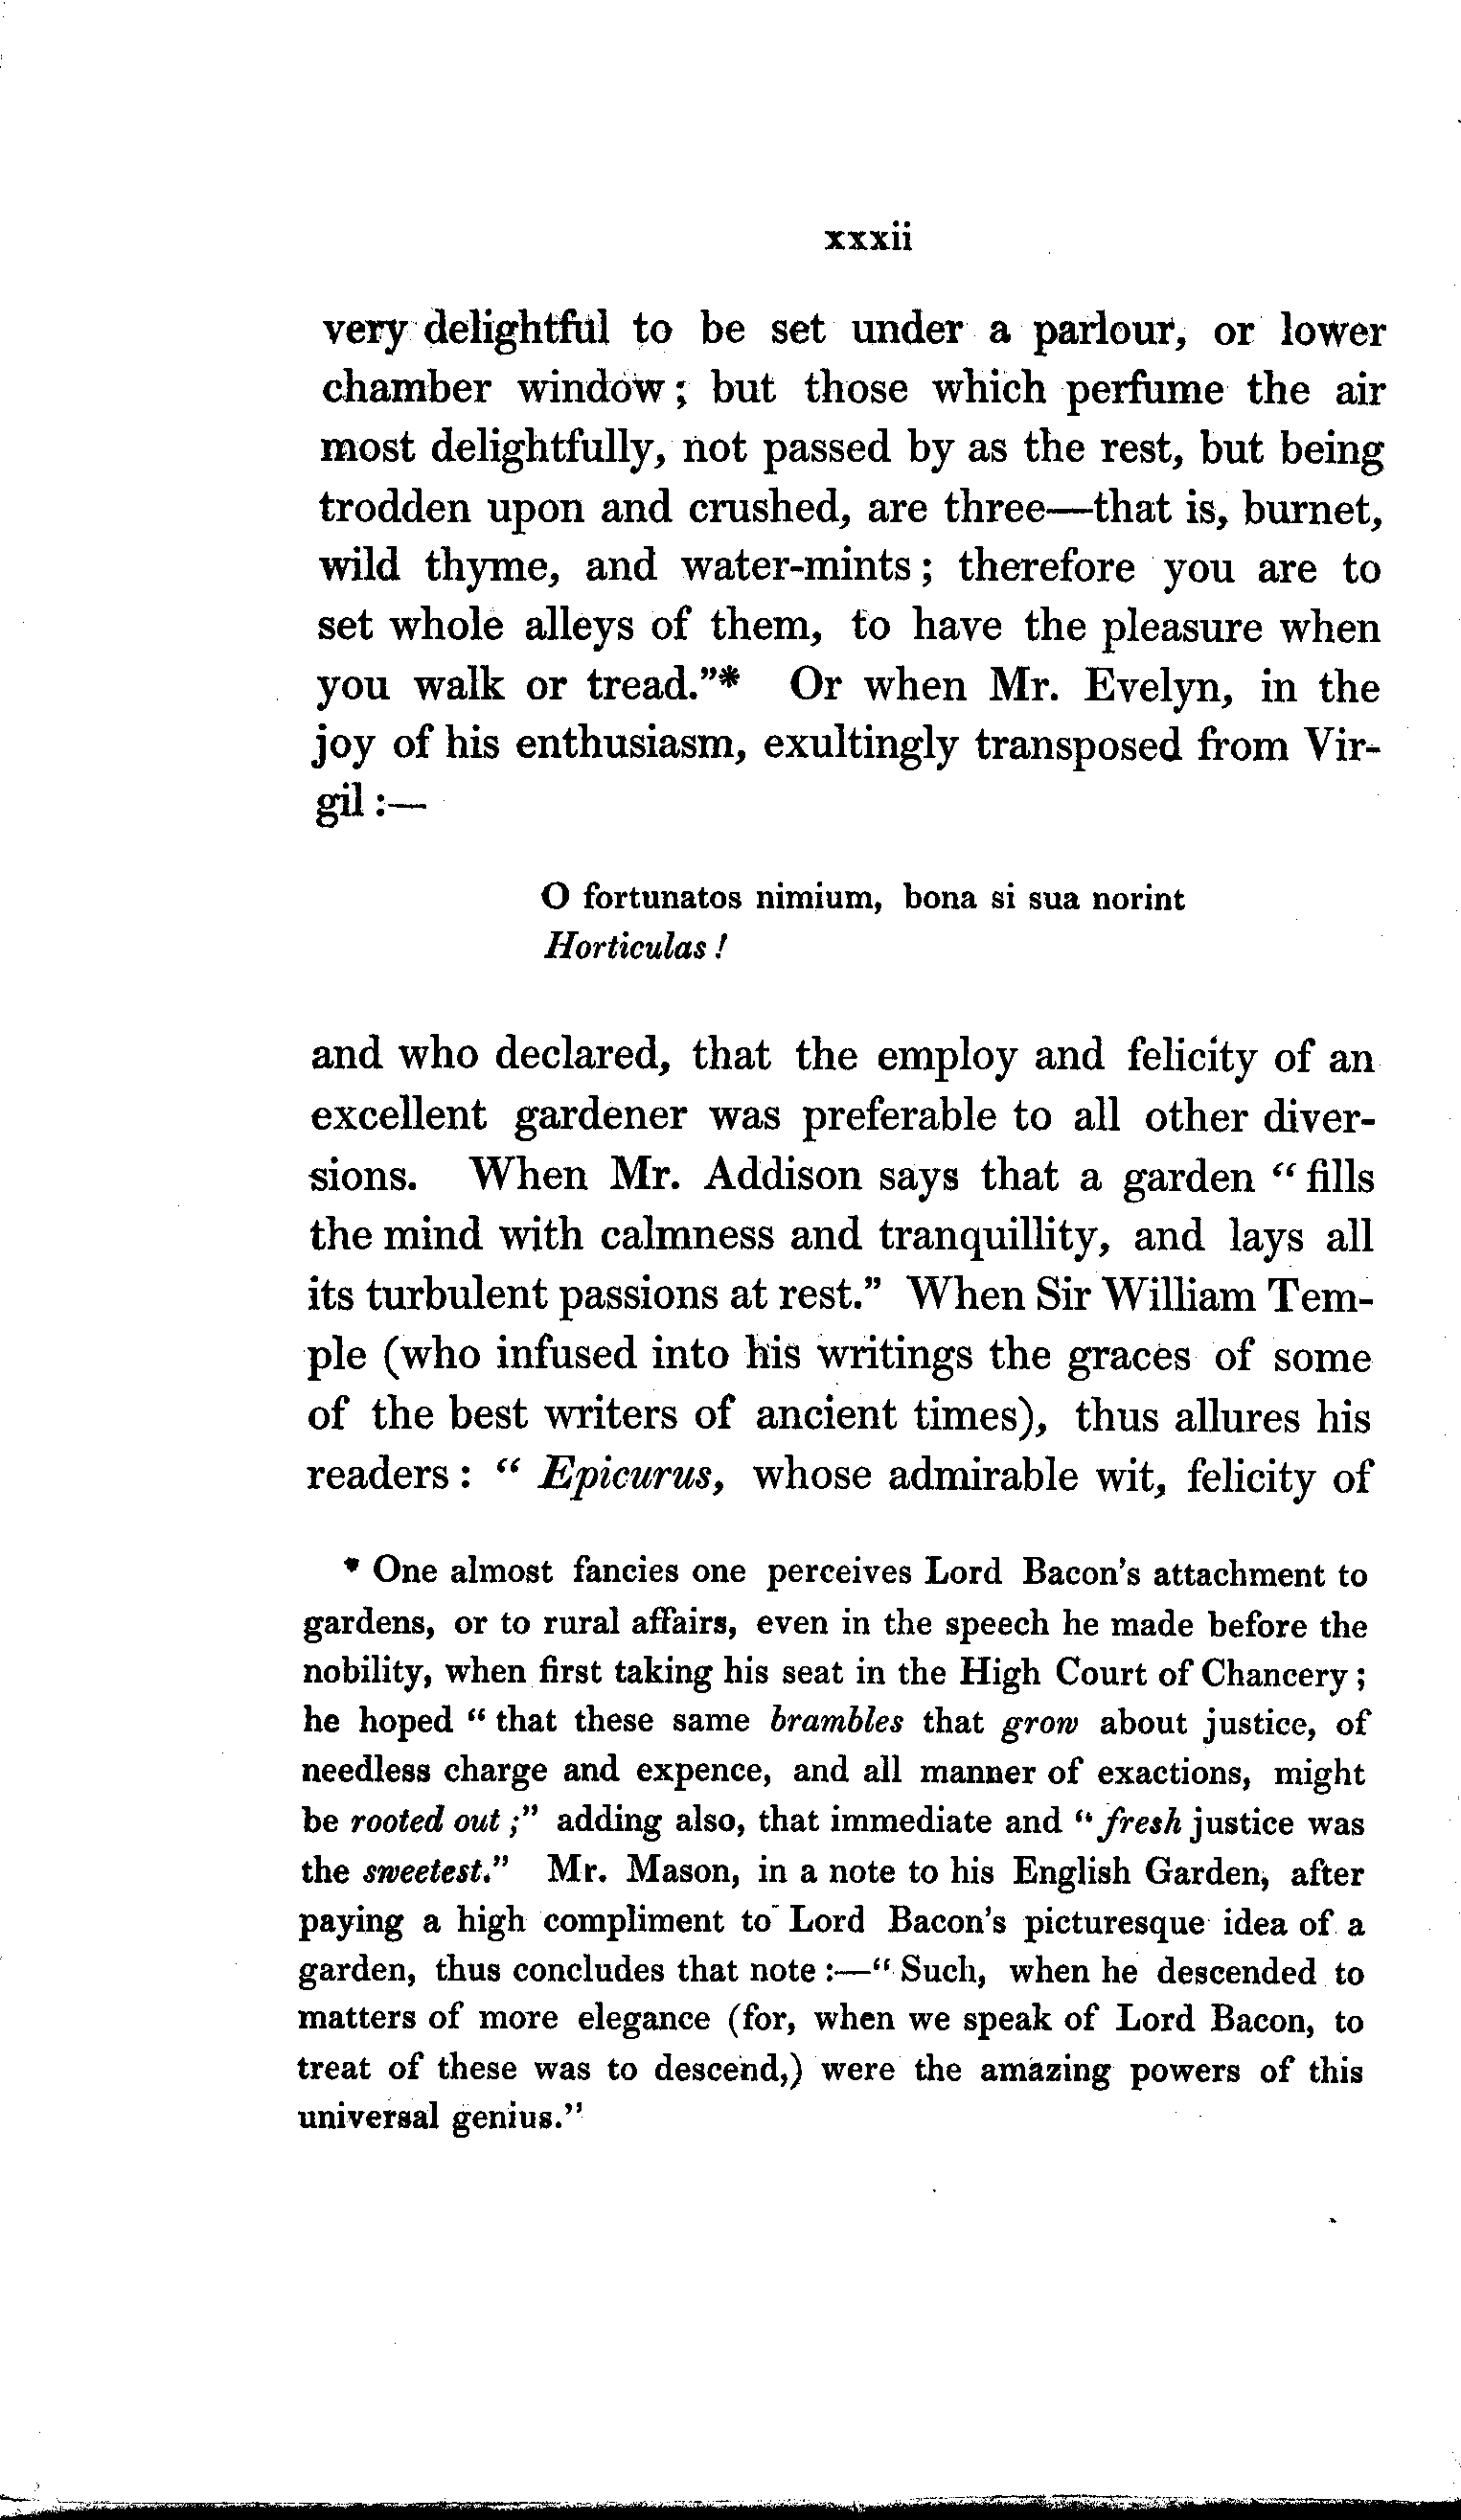 xxxii
very delightful to be set under a parlour, or lower
chamber window; but those which perfume the air
most delightfully, not passed by as the rest, but being
trodden upon and crushed, are three—that is, burnet,
wild thyme, and water-mints; therefore you are to
set whole alleys of them, to have the pleasure when
you walk or tread."* Or when Mr. Evelyn, in the
joy of his enthusiasm, exultingly transposed from Vir-
gil:—
O fortunatos nimium, bona si sua norint
Horticulas!
and who declared, that the employ and felicity of an
excellent gardener was preferable to all other diver-
sions. When Mr. Addison says that a garden "fills
the mind with calmness and tranquillity, and lays all
its turbulent passions at rest." When Sir William Tem-
ple (who infused into his writings the graces of some
of the best writers of ancient times), thus allures his
readers: "Epicurus, whose admirable wit, felicity of
* One almost fancies one perceives Lord Bacon's attachment to
gardens, or to rural affairs, even in the speech he made before the
nobility, when first taking his seat in the High Court of Chancery;
he hoped "that these same brambles that grow about justice, of
needless charge and expence, and all manner of exactions, might
be rooted out;" adding also, that immediate and "fresh justice was
the sweetest." Mr. Mason, in a note to his English Garden, after
paying a high compliment to Lord Bacon's picturesque idea of a
garden, thus concludes that note:—"Such, when he descended to
matters of more elegance (for, when we speak of Lord Bacon, to
treat of these was to descend,) were the amazing powers of this
universal genius."